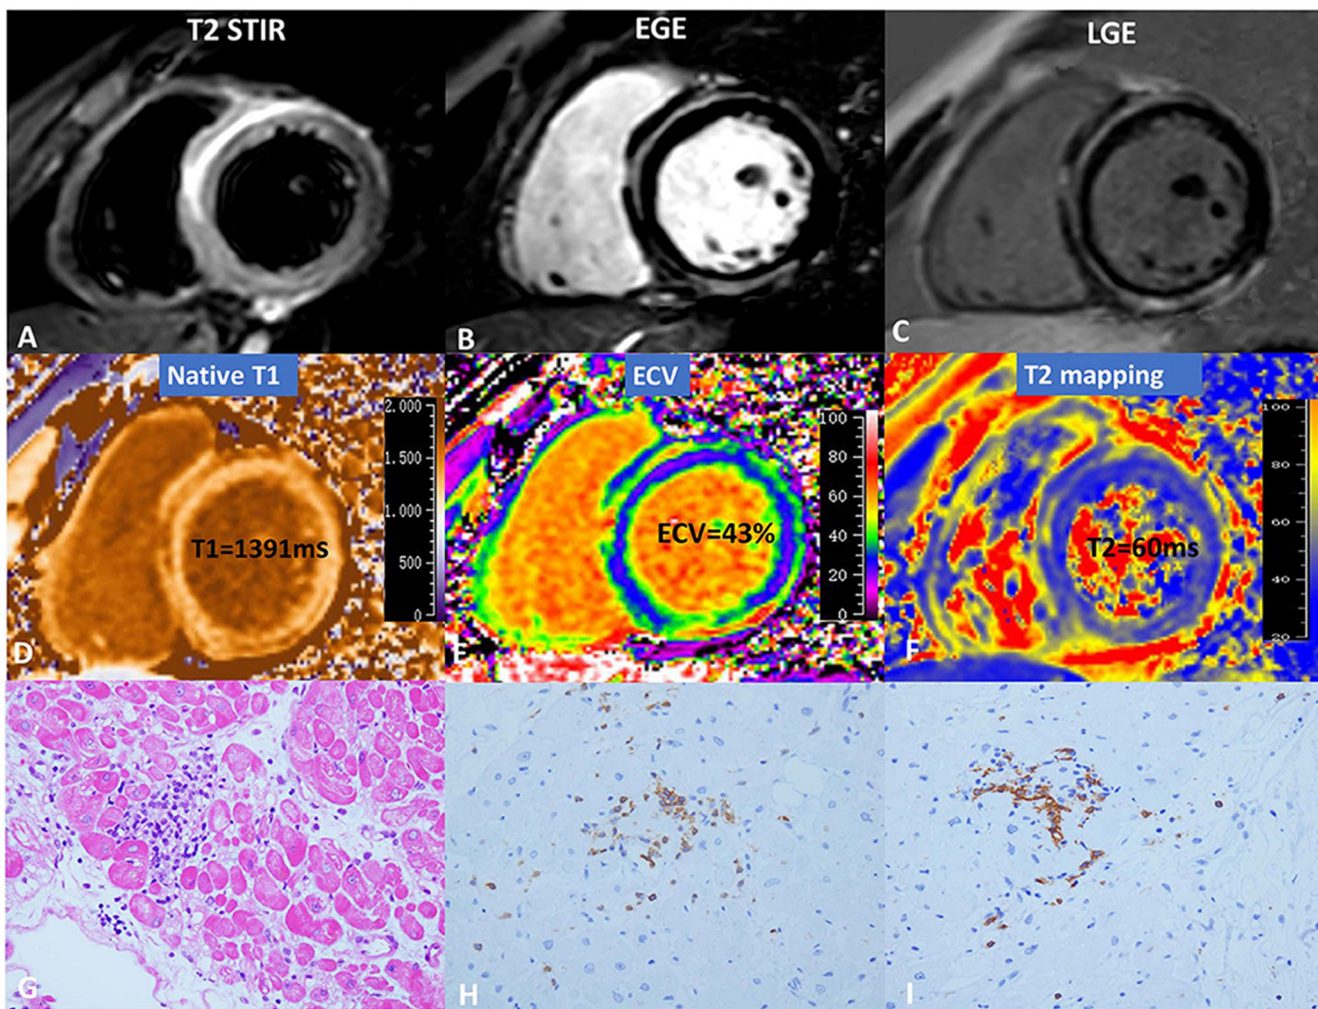 T2 STIR
EGE
LGE
A
B
C
Native T1
ECV
T2 mapping
2.000
1.500
1.000
500
0
T1=1391ms
100
80
60
40
20
0
ECV=43%
100
80
60
40
20
T2=60ms
D
E
F
G
H
I